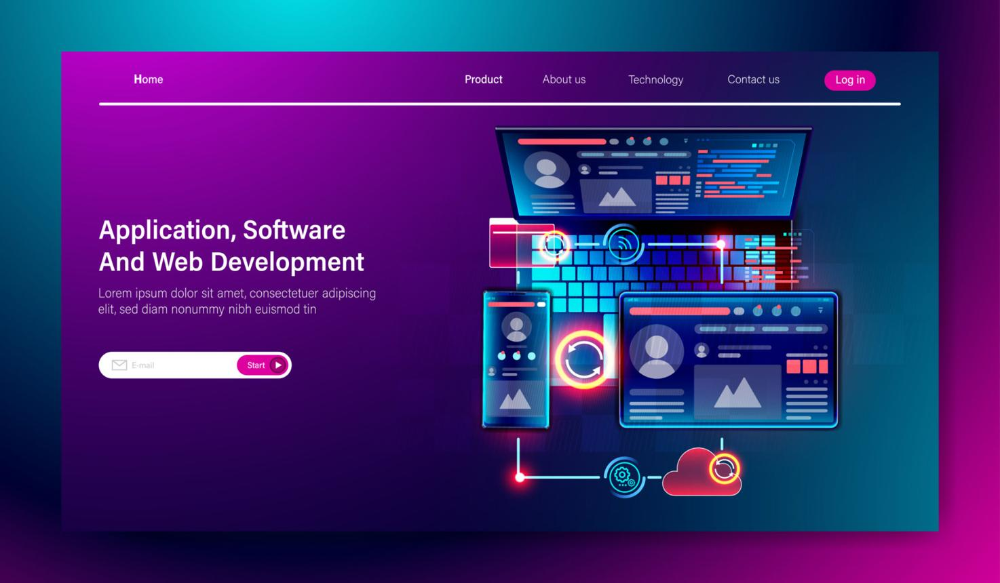 Home
Product
About us
Technology
Contact us
Log in
Application, Software
And Web Development
Lorem ipsum dolor sit amet, consectetuer adipiscing
elit, sed diam nonummy nibh euismod tin
E-mail
Start